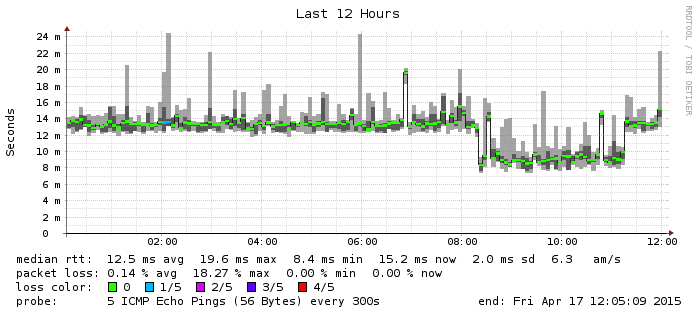 Last 12 Hours
RRDTOOL / TOBI OETIKER
Seconds
24 m
22 m
20 m
18 m
16 m
14 m
12 m
10 m
8 m
6 m
4 m
2 m
0
02:00 04:00 06:00 08:00 10:00 12:00
median rtt: 12.5 ms avg 19.6 ms max 8.4 ms min 15.2 ms now 2.0 ms sd 6.3 am/s
packet loss: 0.14 % avg 18.27 % max 0.00 % min 0.00 % now
loss color: 0 1/5 2/5 3/5 4/5
probe: 5 ICMP Echo Pings (56 Bytes) every 300s end: Fri Apr 17 12:05:09 2015